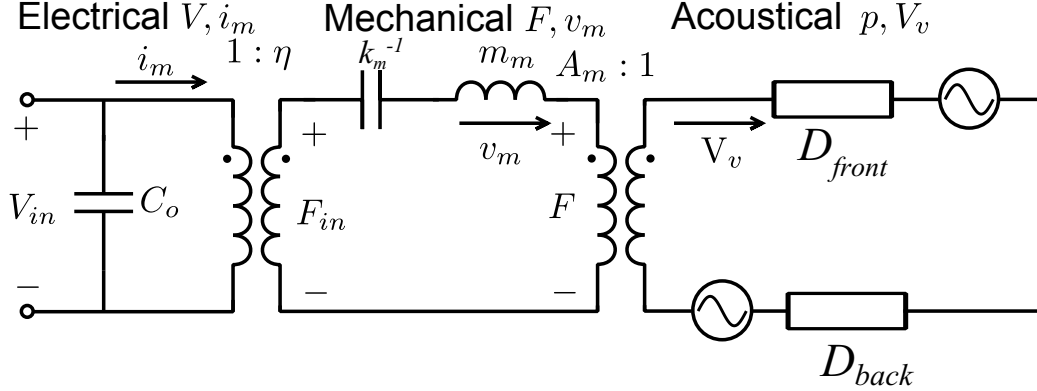 Electrical V, i_m Mechanical F, v_m Acoustical p, V_v
i_m 1 : η k_m^-1 m_m A_m : 1
+ + v_m + V_v D_front
V_in C_o F_in F
− − −
D_back